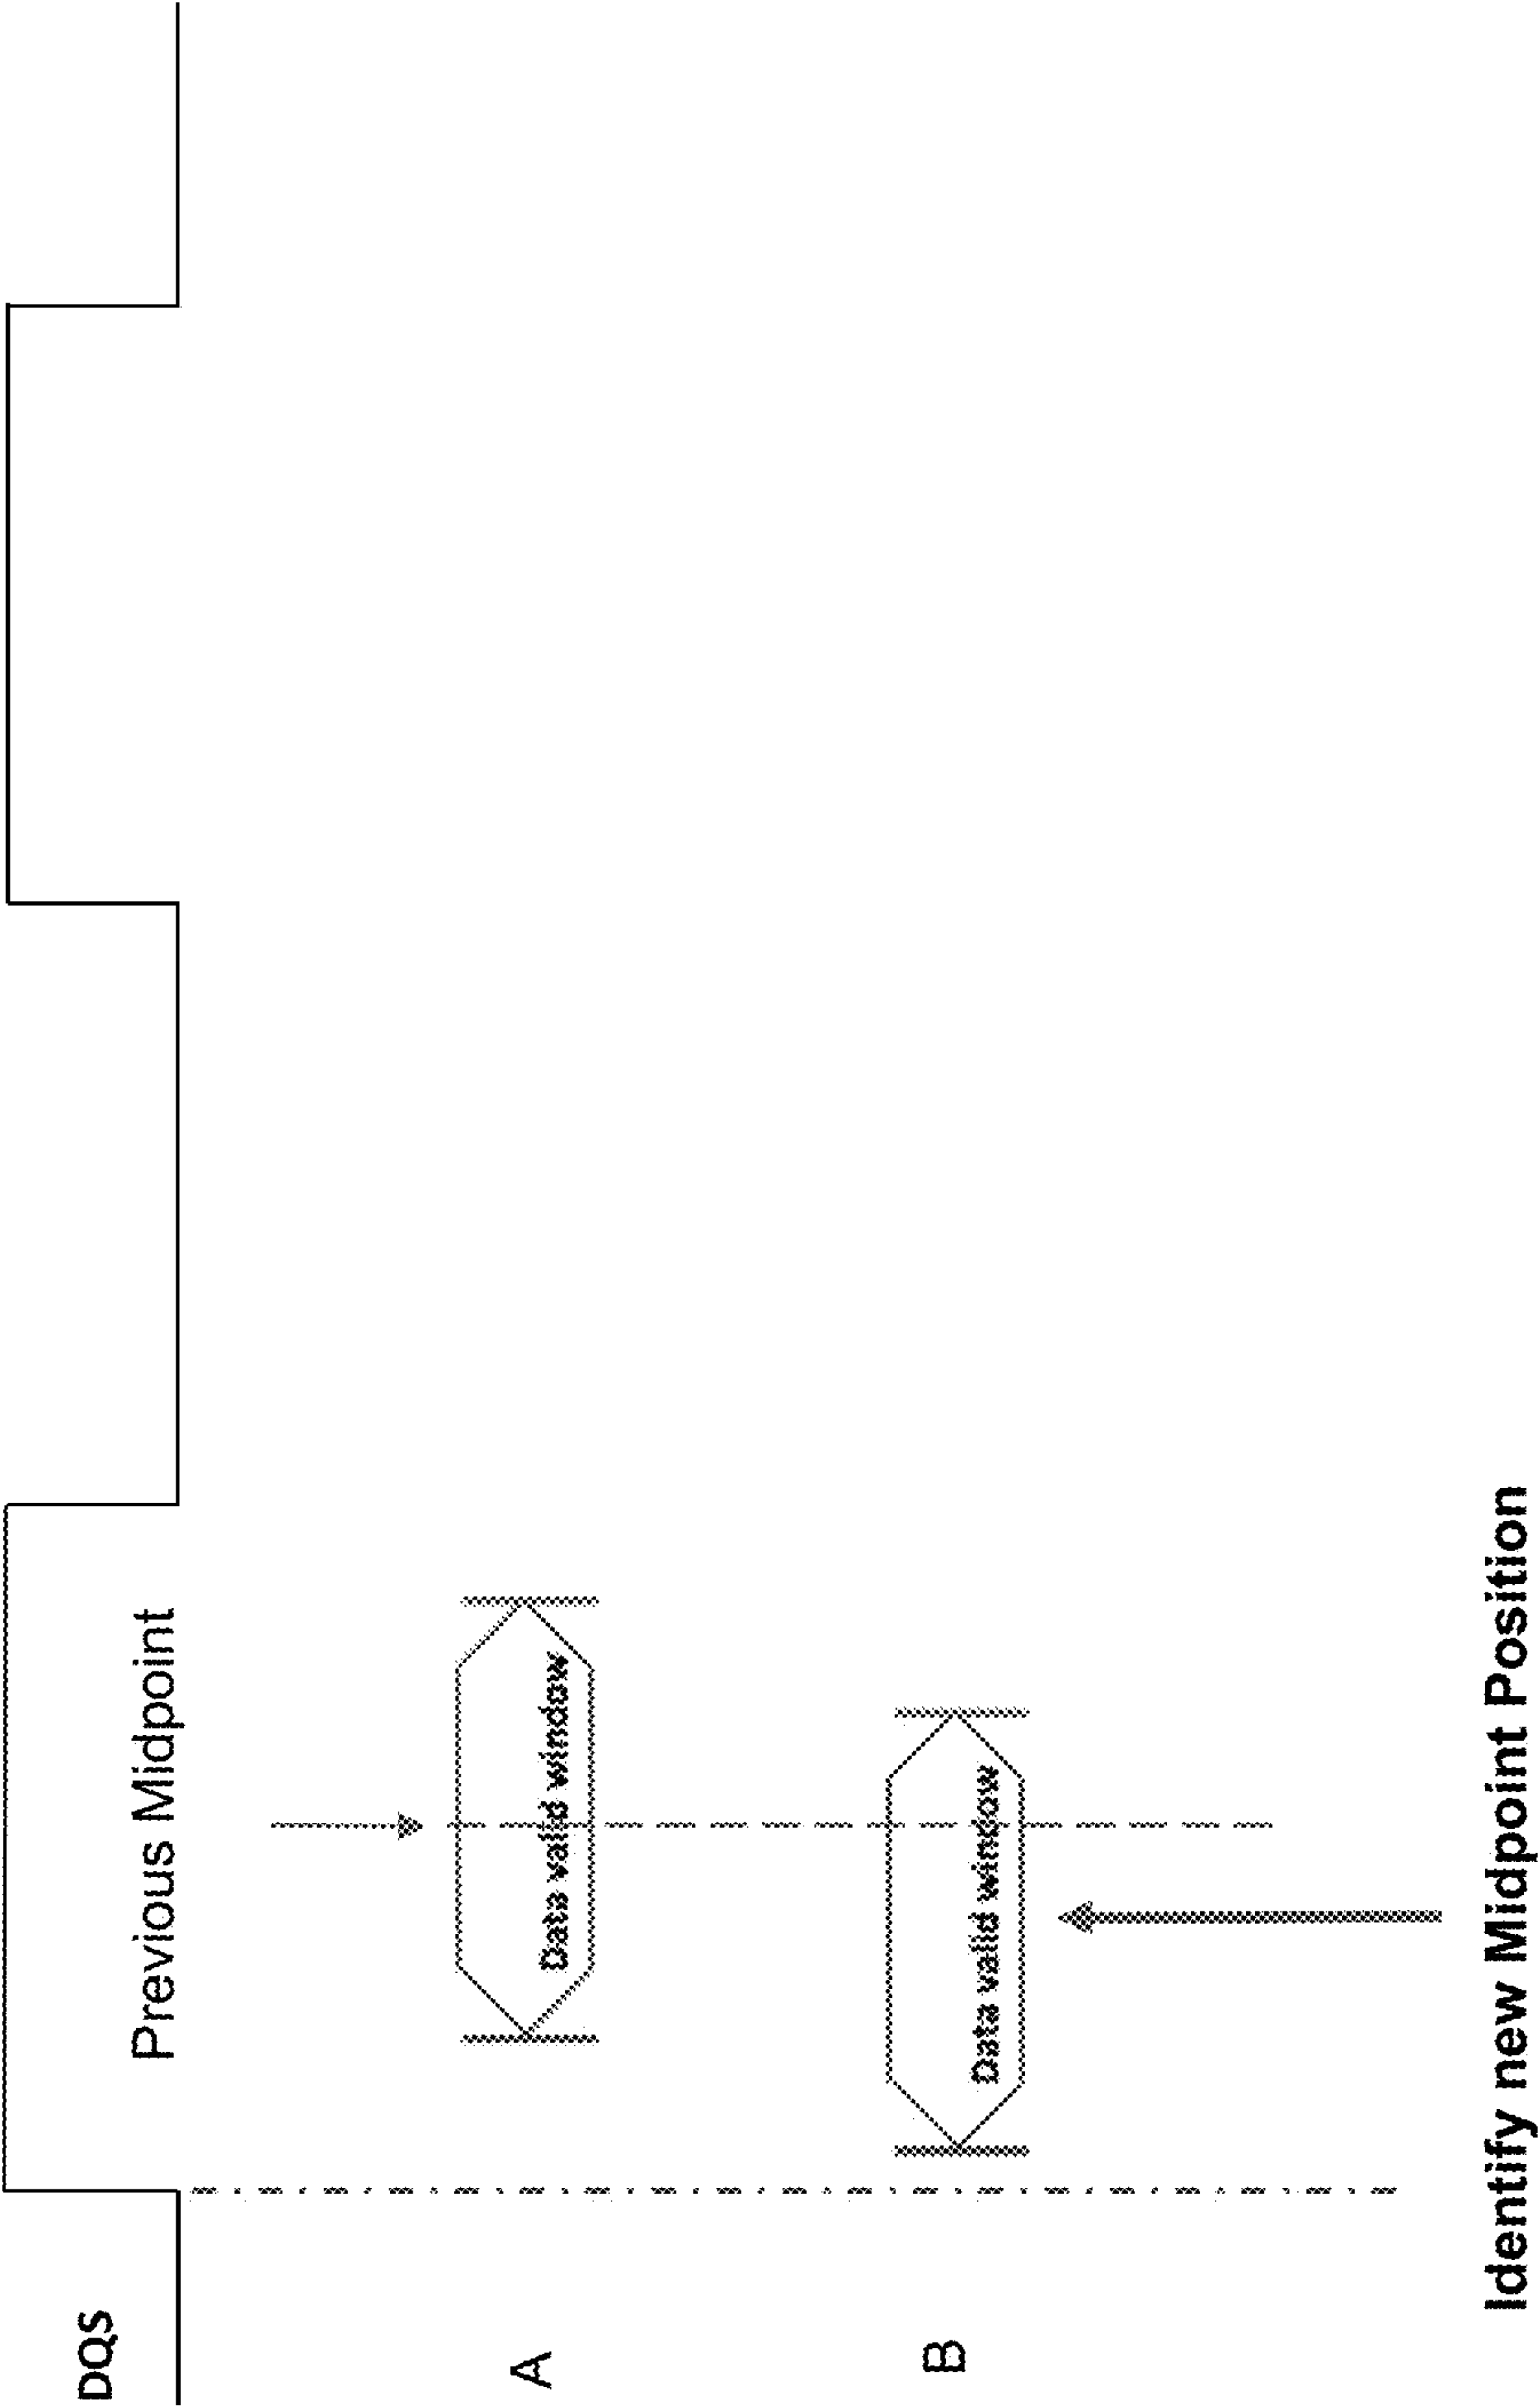 DQS
Previous Midpoint
A
Data valid window
B
Data valid window
Identify new Midpoint Position